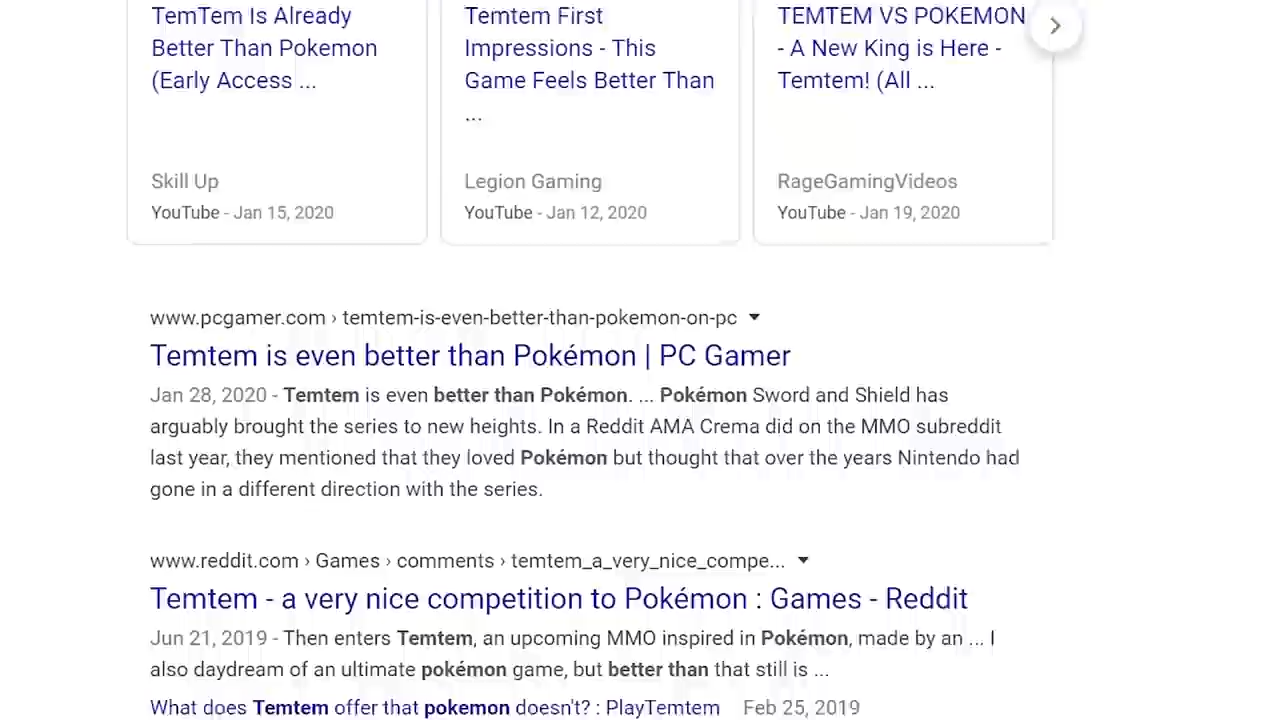 TemTem Is Already
Better Than Pokemon
(Early Access ...
Skill Up
YouTube - Jan 15, 2020
Temtem First
Impressions - This
Game Feels Better Than
...
Legion Gaming
YouTube - Jan 12, 2020
TEMTEM VS POKEMON
- A New King is Here -
Temtem! (All ...
RageGamingVideos
YouTube - Jan 19, 2020
www.pcgamer.com › temtem-is-even-better-than-pokemon-on-pc
Temtem is even better than Pokémon | PC Gamer
Jan 28, 2020 - Temtem is even better than Pokémon. ... Pokémon Sword and Shield has
arguably brought the series to new heights. In a Reddit AMA Crema did on the MMO subreddit
last year, they mentioned that they loved Pokémon but thought that over the years Nintendo had
gone in a different direction with the series.
www.reddit.com › Games › comments › temtem_a_very_nice_compe...
Temtem - a very nice competition to Pokémon : Games - Reddit
Jun 21, 2019 - Then enters Temtem, an upcoming MMO inspired in Pokémon, made by an ... I
also daydream of an ultimate pokémon game, but better than that still is ...
What does Temtem offer that pokemon doesn't? : PlayTemtem Feb 25, 2019